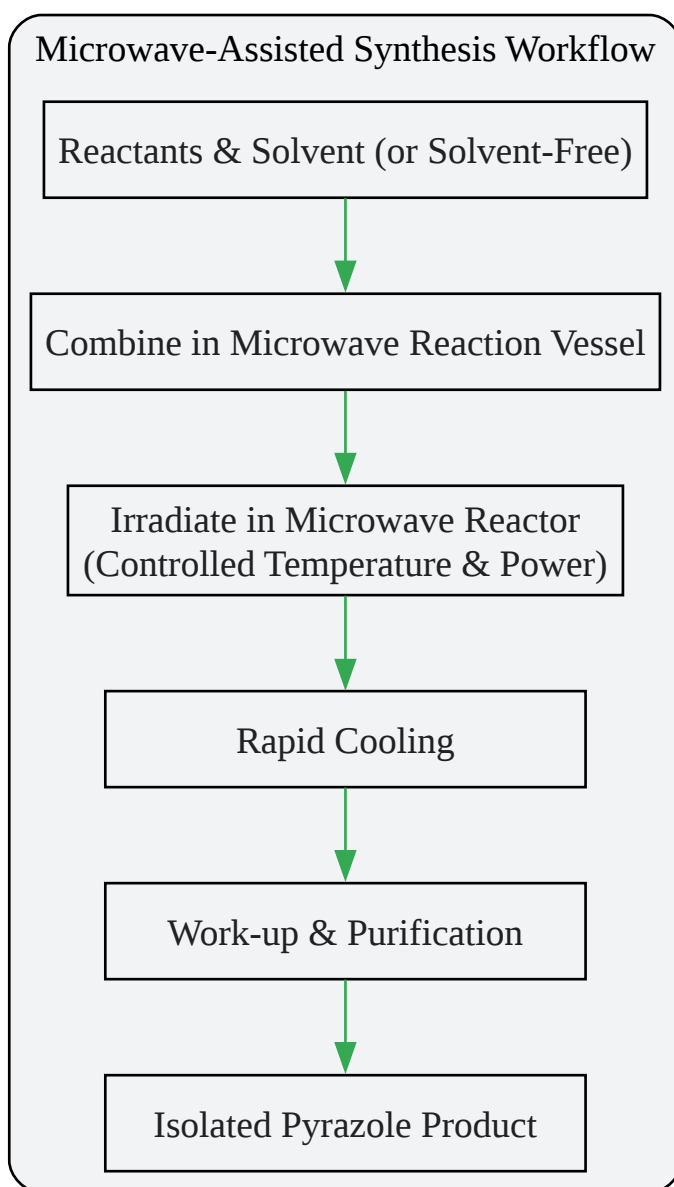 Microwave-Assisted Synthesis Workflow
Reactants & Solvent (or Solvent-Free)
Combine in Microwave Reaction Vessel
Irradiate in Microwave Reactor
(Controlled Temperature & Power)
Rapid Cooling
Work-up & Purification
Isolated Pyrazole Product